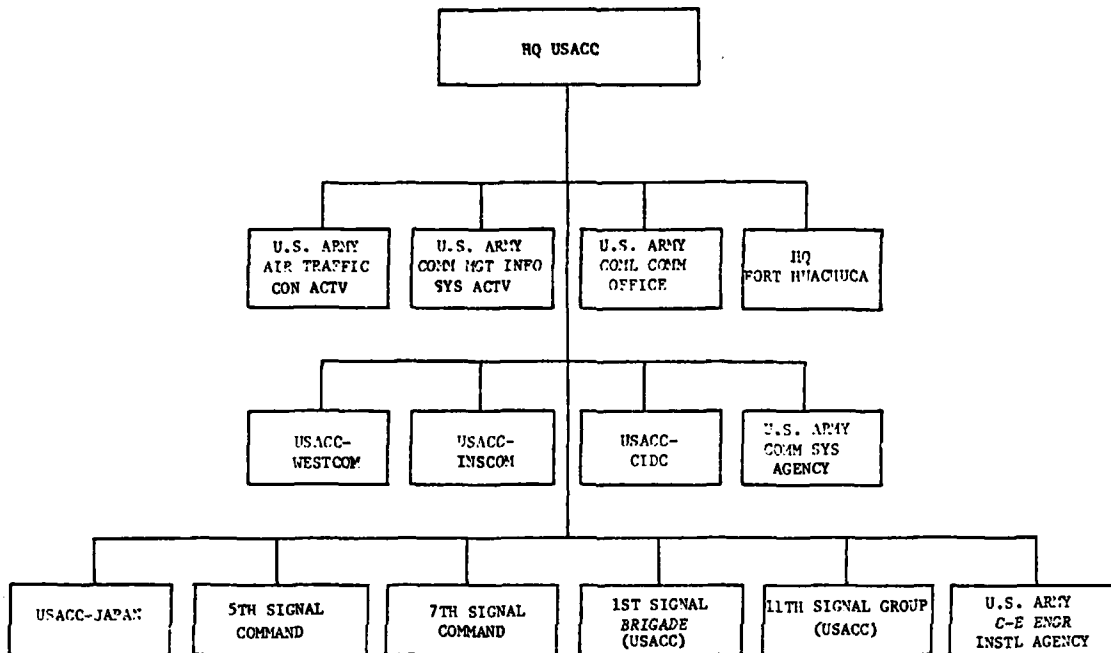 HQ USACC
U.S. ARMY
AIR TRAFFIC
CON ACTV
U.S. ARMY
COMM MGT INFO
SYS ACTV
U.S. ARMY
COML COMM
OFFICE
HQ
FORT HUACHUCA
USACC-
WESTCOM
USACC-
INSCOM
USACC-
CIDC
U.S. ARMY
COMM SYS
AGENCY
USACC-JAPAN
5TH SIGNAL
COMMAND
7TH SIGNAL
COMMAND
1ST SIGNAL
BRIGADE
(USACC)
11TH SIGNAL GROUP
(USACC)
U.S. ARMY
C-E ENGR
INSTL AGENCY